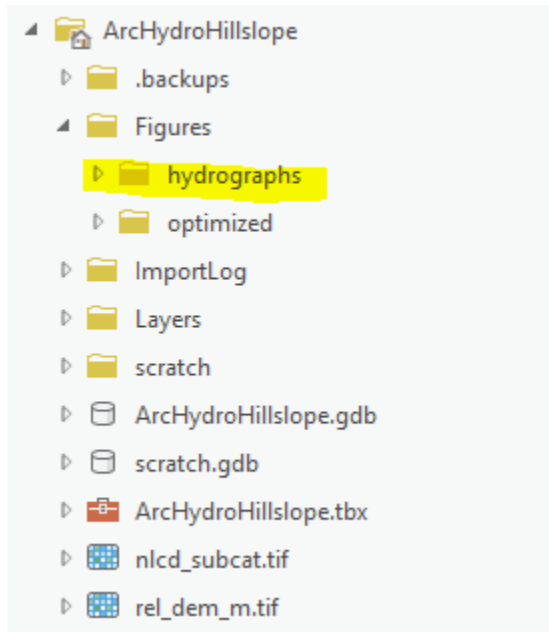 ArcHydroHillslope
.backups
Figures
hydrographs
optimized
ImportLog
Layers
scratch
ArcHydroHillslope.gdb
scratch.gdb
ArcHydroHillslope.tbx
nlcd_subcat.tif
rel_dem_m.tif